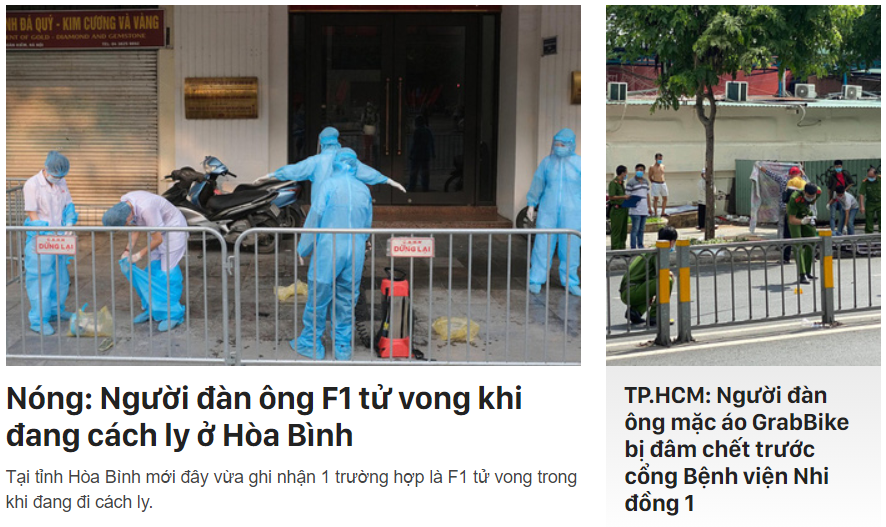 NH ĐÁ QUÝ - KIM CƯƠNG VÀ VÀNG
ENT OF GOLD - DIAMOND AND GEMSTONE
DỪNG LẠI
DỪNG LẠI
Nóng: Người đàn ông F1 tử vong khi
đang cách ly ở Hòa Bình
Tại tỉnh Hòa Bình mới đây vừa ghi nhận 1 trường hợp là F1 tử vong trong
khi đang đi cách ly.
TP.HCM: Người đàn
ông mặc áo GrabBike
bị đâm chết trước
cổng Bệnh viện Nhi
đồng 1